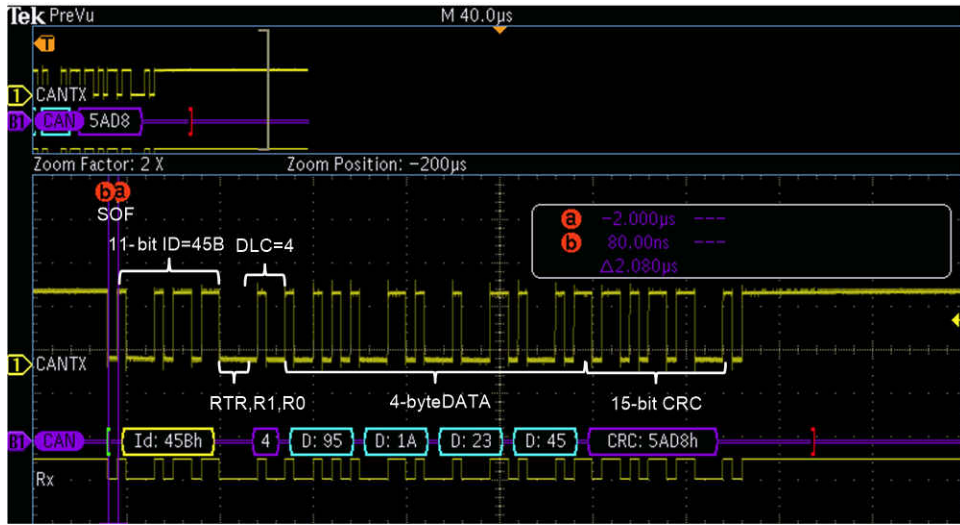 Tek PreVu M 40.0µs
T
1 CANTX
B1 CAN 5AD8
Zoom Factor: 2 X Zoom Position: −200µs
b a
SOF
11-bit ID=45B DLC=4
a −2.000µs ---
b 80.00ns ---
Δ2.080µs
1 CANTX
RTR,R1,R0 4-byteDATA 15-bit CRC
B1 CAN Id: 45Bh 4 D: 95 D: 1A D: 23 D: 45 CRC: 5AD8h
Rx